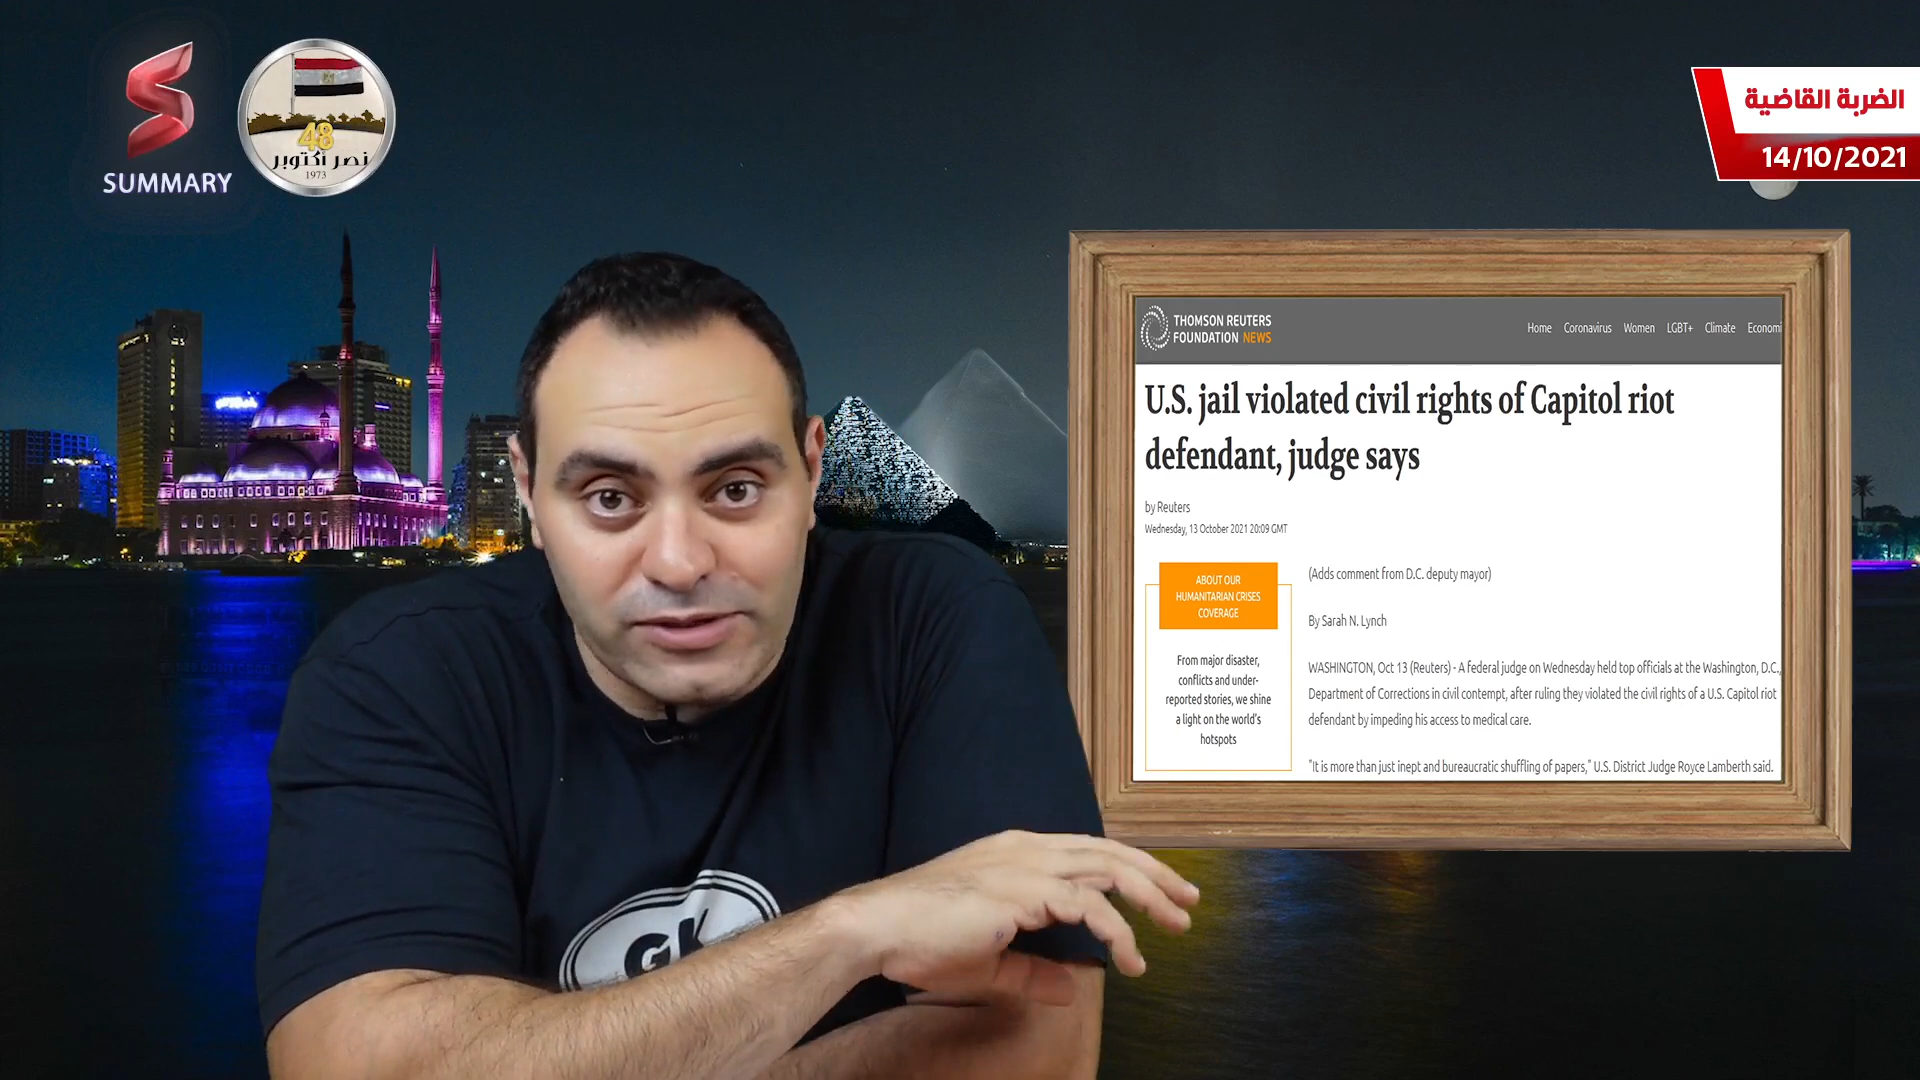 SUMMARY
48
نصر أكتوبر
1973
الضربة القاضية
14/10/2021
THOMSON REUTERS
FOUNDATION NEWS
Home Coronavirus Women LGBT+ Climate Economi
U.S. jail violated civil rights of Capitol riot
defendant, judge says
by Reuters
Wednesday, 13 October 2021 20:09 GMT
ABOUT OUR
HUMANITARIAN CRISES
COVERAGE
From major disaster,
conflicts and under-
reported stories, we shine
a light on the world's
hotspots
(Adds comment from D.C. deputy mayor)
By Sarah N. Lynch
WASHINGTON, Oct 13 (Reuters) - A federal judge on Wednesday held top officials at the Washington, D.C.,
Department of Corrections in civil contempt, after ruling they violated the civil rights of a U.S. Capitol riot
defendant by impeding his access to medical care.
"It is more than just inept and bureaucratic shuffling of papers," U.S. District Judge Royce Lamberth said.
GK